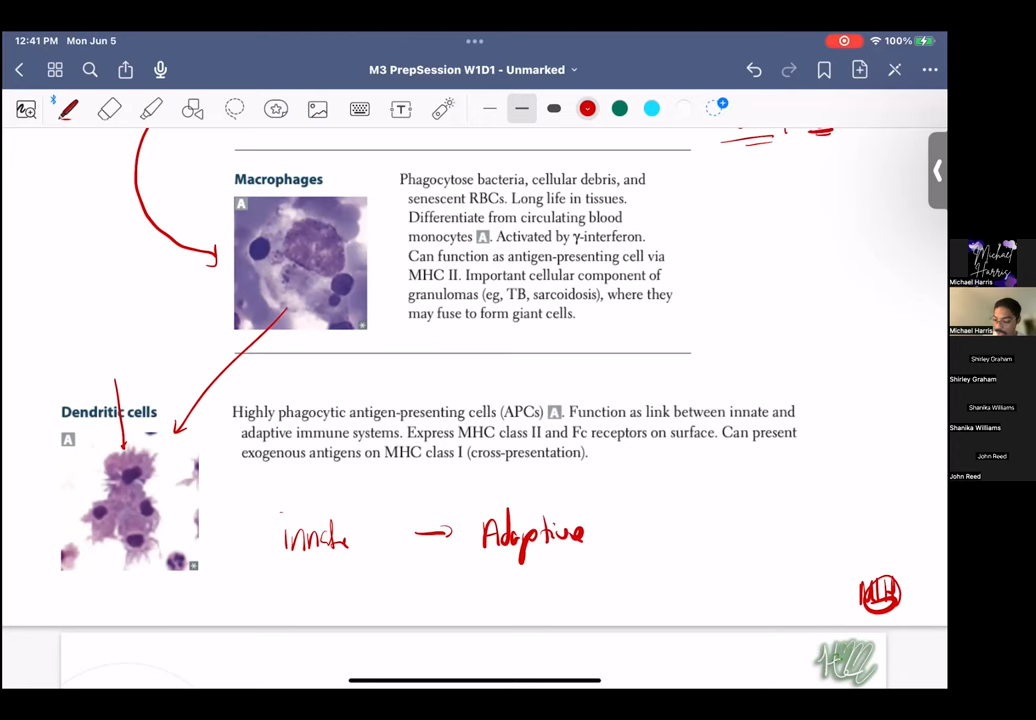 12:41 PM Mon Jun 5
100%
M3 PrepSession W1D1 - Unmarked
T
Macrophages
A
Phagocytose bacteria, cellular debris, and
senescent RBCs. Long life in tissues.
Differentiate from circulating blood
monocytes A. Activated by γ-interferon.
Can function as antigen-presenting cell via
MHC II. Important cellular component of
granulomas (eg, TB, sarcoidosis), where they
may fuse to form giant cells.
Dendritic cells
A
Highly phagocytic antigen-presenting cells (APCs) A. Function as link between innate and
adaptive immune systems. Express MHC class II and Fc receptors on surface. Can present
exogenous antigens on MHC class I (cross-presentation).
innate → Adaptive
Michael
Harris
Michael Harris
Michael Harris
Shirley Graham
Shirley Graham
Shanika Williams
Shanika Williams
John Reed
John Reed